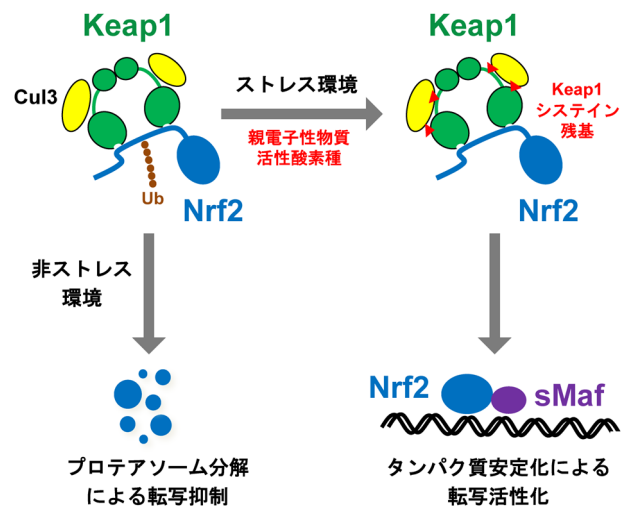 Keap1
Keap1
Cul3
ストレス環境
親電子性物質
活性酸素種
Keap1
システイン
残基
Ub
Nrf2
Nrf2
非ストレス
環境
Nrf2
sMaf
プロテアソーム分解
による転写抑制
タンパク質安定化による
転写活性化